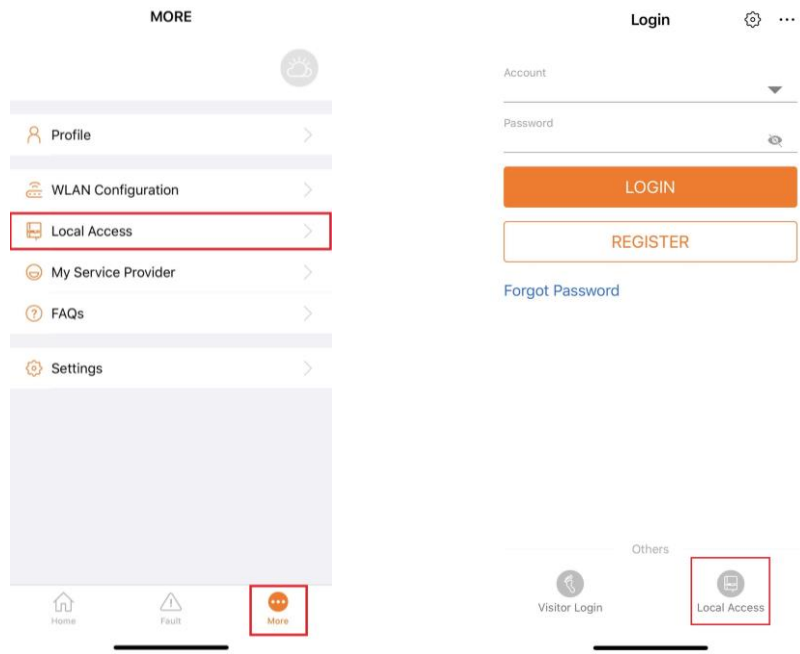 MORE
Profile
WLAN Configuration
Local Access
My Service Provider
FAQs
Settings
Home
Fault
More
Login
Account
Password
LOGIN
REGISTER
Forgot Password
Others
Visitor Login
Local Access